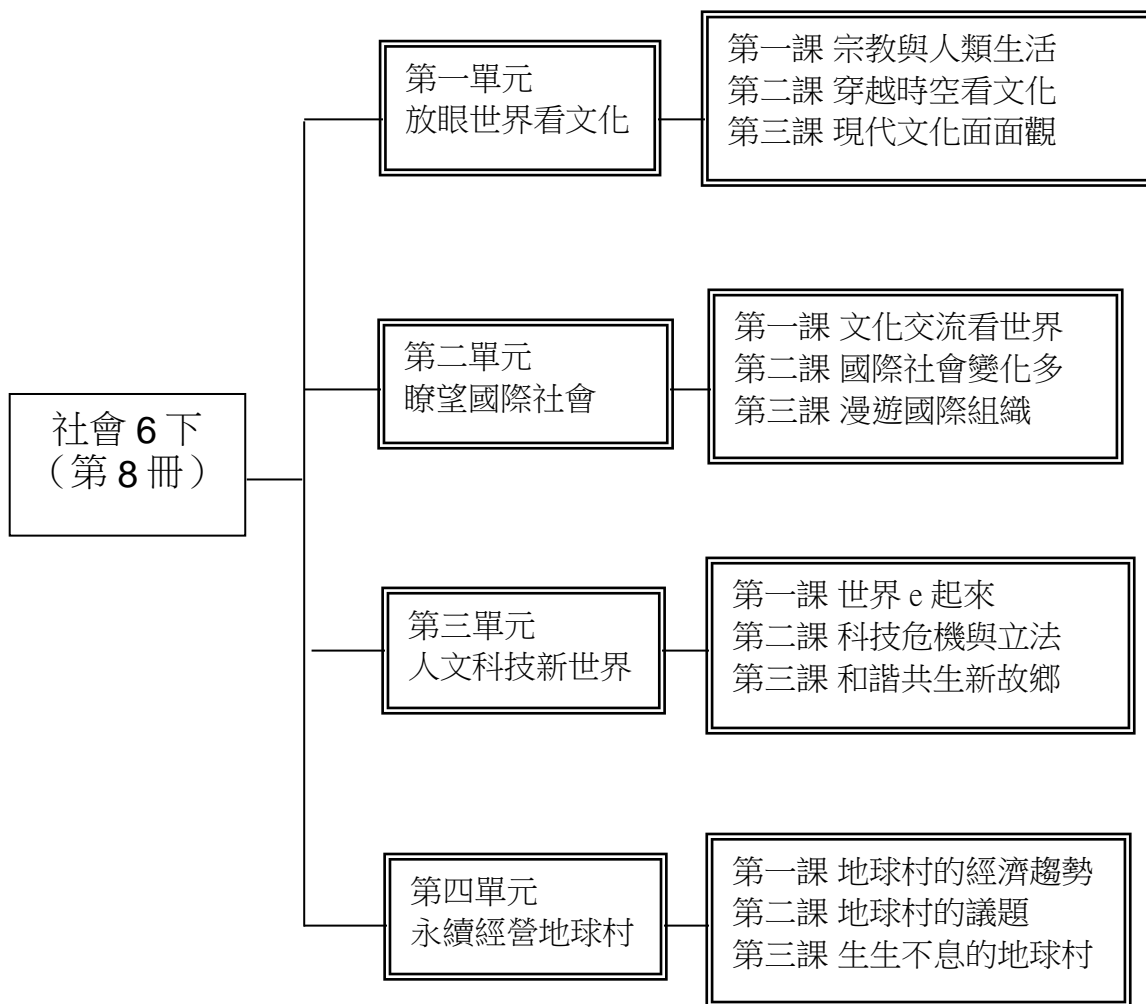 社會 6 下
（第 8 冊）
第一單元
放眼世界看文化
第一課 宗教與人類生活
第二課 穿越時空看文化
第三課 現代文化面面觀
第二單元
瞭望國際社會
第一課 文化交流看世界
第二課 國際社會變化多
第三課 漫遊國際組織
第三單元
人文科技新世界
第一課 世界 e 起來
第二課 科技危機與立法
第三課 和諧共生新故鄉
第四單元
永續經營地球村
第一課 地球村的經濟趨勢
第二課 地球村的議題
第三課 生生不息的地球村